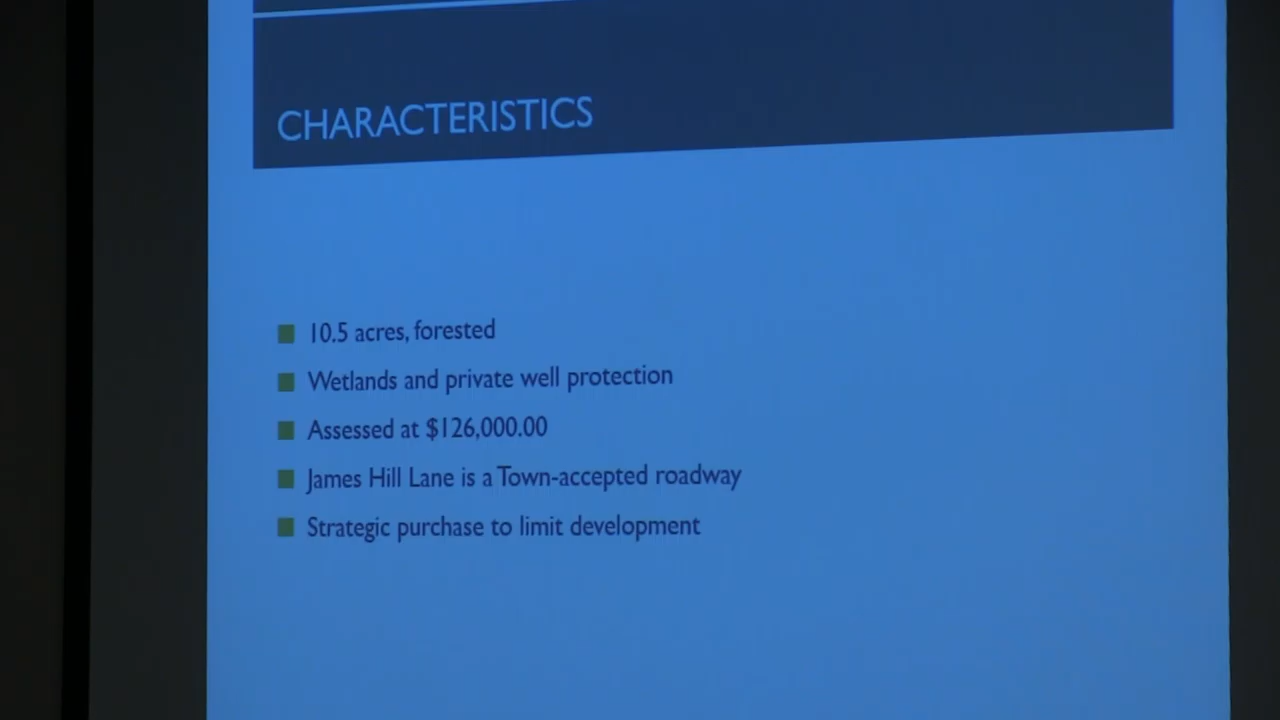 CHARACTERISTICS
10.5 acres, forested
Wetlands and private well protection
Assessed at $126,000.00
James Hill Lane is a Town-accepted roadway
Strategic purchase to limit development